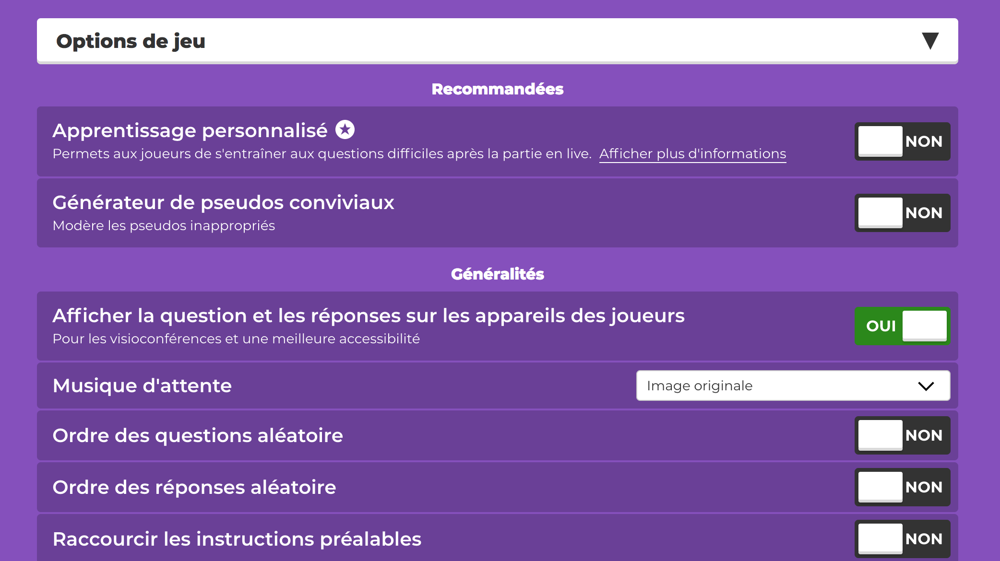 Options de jeu
Recommandées
Apprentissage personnalisé
Permets aux joueurs de s'entraîner aux questions difficiles après la partie en live. Afficher plus d'informations
NON
Générateur de pseudos conviviaux
Modère les pseudos inappropriés
NON
Généralités
Afficher la question et les réponses sur les appareils des joueurs
Pour les visioconférences et une meilleure accessibilité
OUI
Musique d'attente
Image originale
Ordre des questions aléatoire
NON
Ordre des réponses aléatoire
NON
Raccourcir les instructions préalables
NON